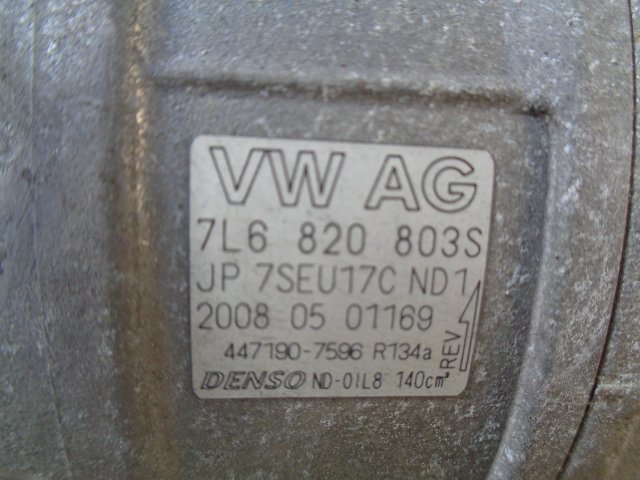 VW AG
7L6 820 803S
JP 7SEU17C ND1
2008 05 01169
447190-7596 R134a
REV
DENSO ND-OIL8 140cm³